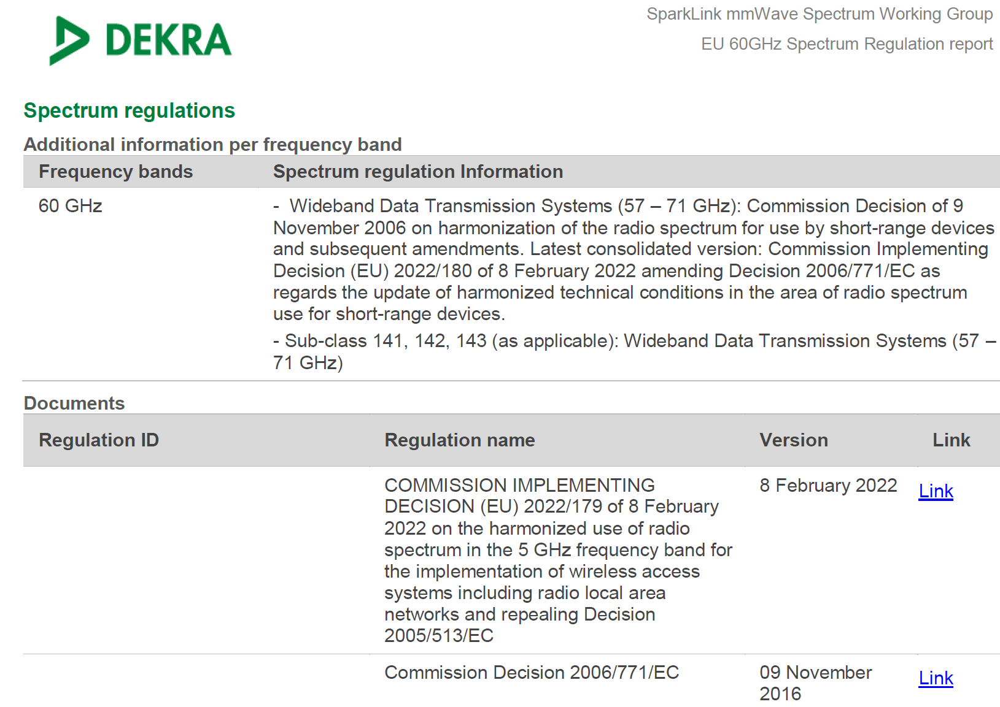 DEKRA
SparkLink mmWave Spectrum Working Group
EU 60GHz Spectrum Regulation report
Spectrum regulations
Additional information per frequency band
Frequency bands Spectrum regulation Information
60 GHz
- Wideband Data Transmission Systems (57 – 71 GHz): Commission Decision of 9
November 2006 on harmonization of the radio spectrum for use by short-range devices
and subsequent amendments. Latest consolidated version: Commission Implementing
Decision (EU) 2022/180 of 8 February 2022 amending Decision 2006/771/EC as
regards the update of harmonized technical conditions in the area of radio spectrum
use for short-range devices.
- Sub-class 141, 142, 143 (as applicable): Wideband Data Transmission Systems (57 –
71 GHz)
Documents
Regulation ID Regulation name Version Link
COMMISSION IMPLEMENTING
DECISION (EU) 2022/179 of 8 February
2022 on the harmonized use of radio
spectrum in the 5 GHz frequency band for
the implementation of wireless access
systems including radio local area
networks and repealing Decision
2005/513/EC
8 February 2022
Link
Commission Decision 2006/771/EC
09 November
2016
Link